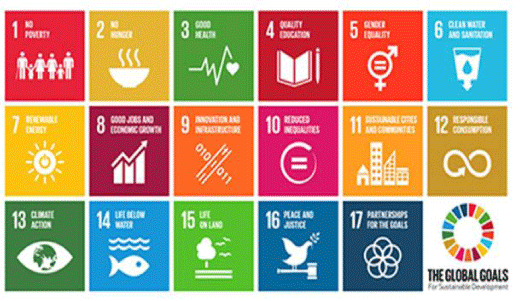 1 NO
POVERTY
2 NO
HUNGER
3 GOOD
HEALTH
4 QUALITY
EDUCATION
5 GENDER
EQUALITY
6 CLEAN WATER
AND SANITATION
7 RENEWABLE
ENERGY
8 GOOD JOBS AND
ECONOMIC GROWTH
9 INNOVATION AND
INFRASTRUCTURE
10 REDUCED
INEQUALITIES
11 SUSTAINABLE CITIES
AND COMMUNITIES
12 RESPONSIBLE
CONSUMPTION
13 CLIMATE
ACTION
14 LIFE BELOW
WATER
15 LIFE
ON LAND
16 PEACE AND
JUSTICE
17 PARTNERSHIPS
FOR THE GOALS
THE GLOBAL GOALS
For Sustainable Development